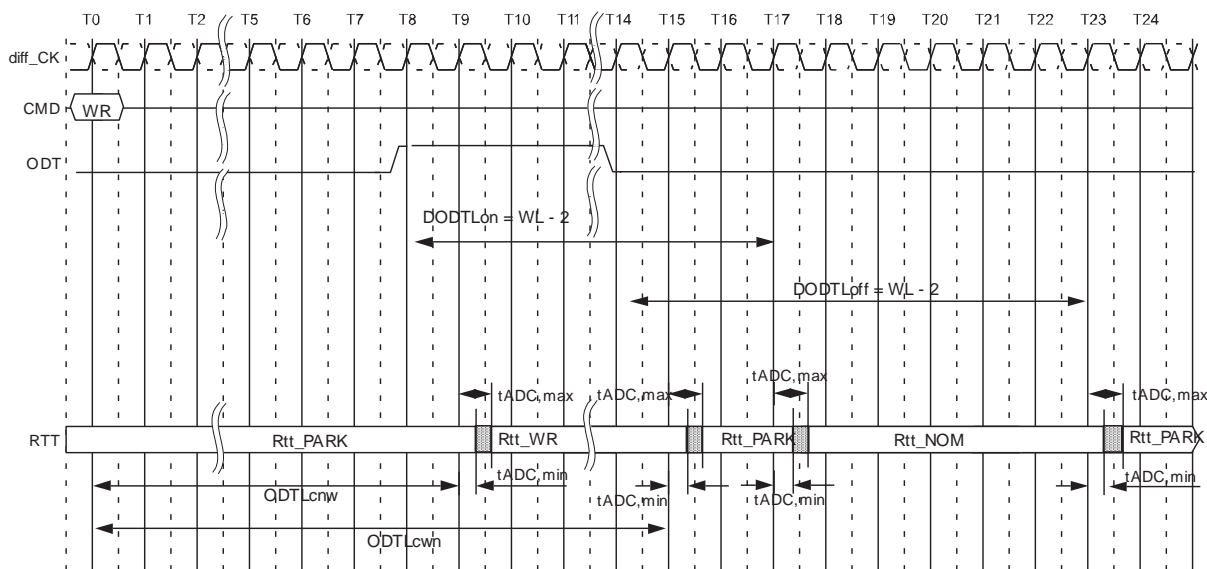 T0 T1 T2 T5 T6 T7 T8 T9 T10 T11 T14 T15 T16 T17 T18 T19 T20 T21 T22 T23 T24
diff_CK
CMD WR
ODT
DODTLon = WL - 2
DODTLoff = WL - 2
tADC,max tADC,max tADC,max tADC,max
RTT Rtt_PARK Rtt_WR Rtt_PARK Rtt_NOM Rtt_PARK
tADC,min tADC,min tADC,min tADC,min
ODTLcnw
ODTLcwn